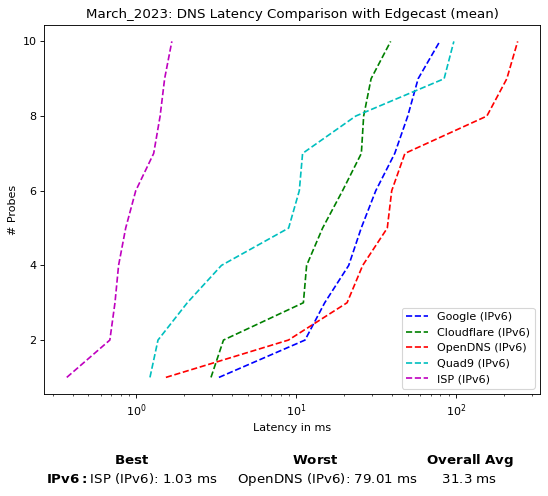 March_2023: DNS Latency Comparison with Edgecast (mean)
10
8
6
4
2
# Probes
Google (IPv6)
Cloudflare (IPv6)
OpenDNS (IPv6)
Quad9 (IPv6)
ISP (IPv6)
10⁰ 10¹ 10²
Latency in ms
Best Worst Overall Avg
IPv6: ISP (IPv6): 1.03 ms OpenDNS (IPv6): 79.01 ms 31.3 ms